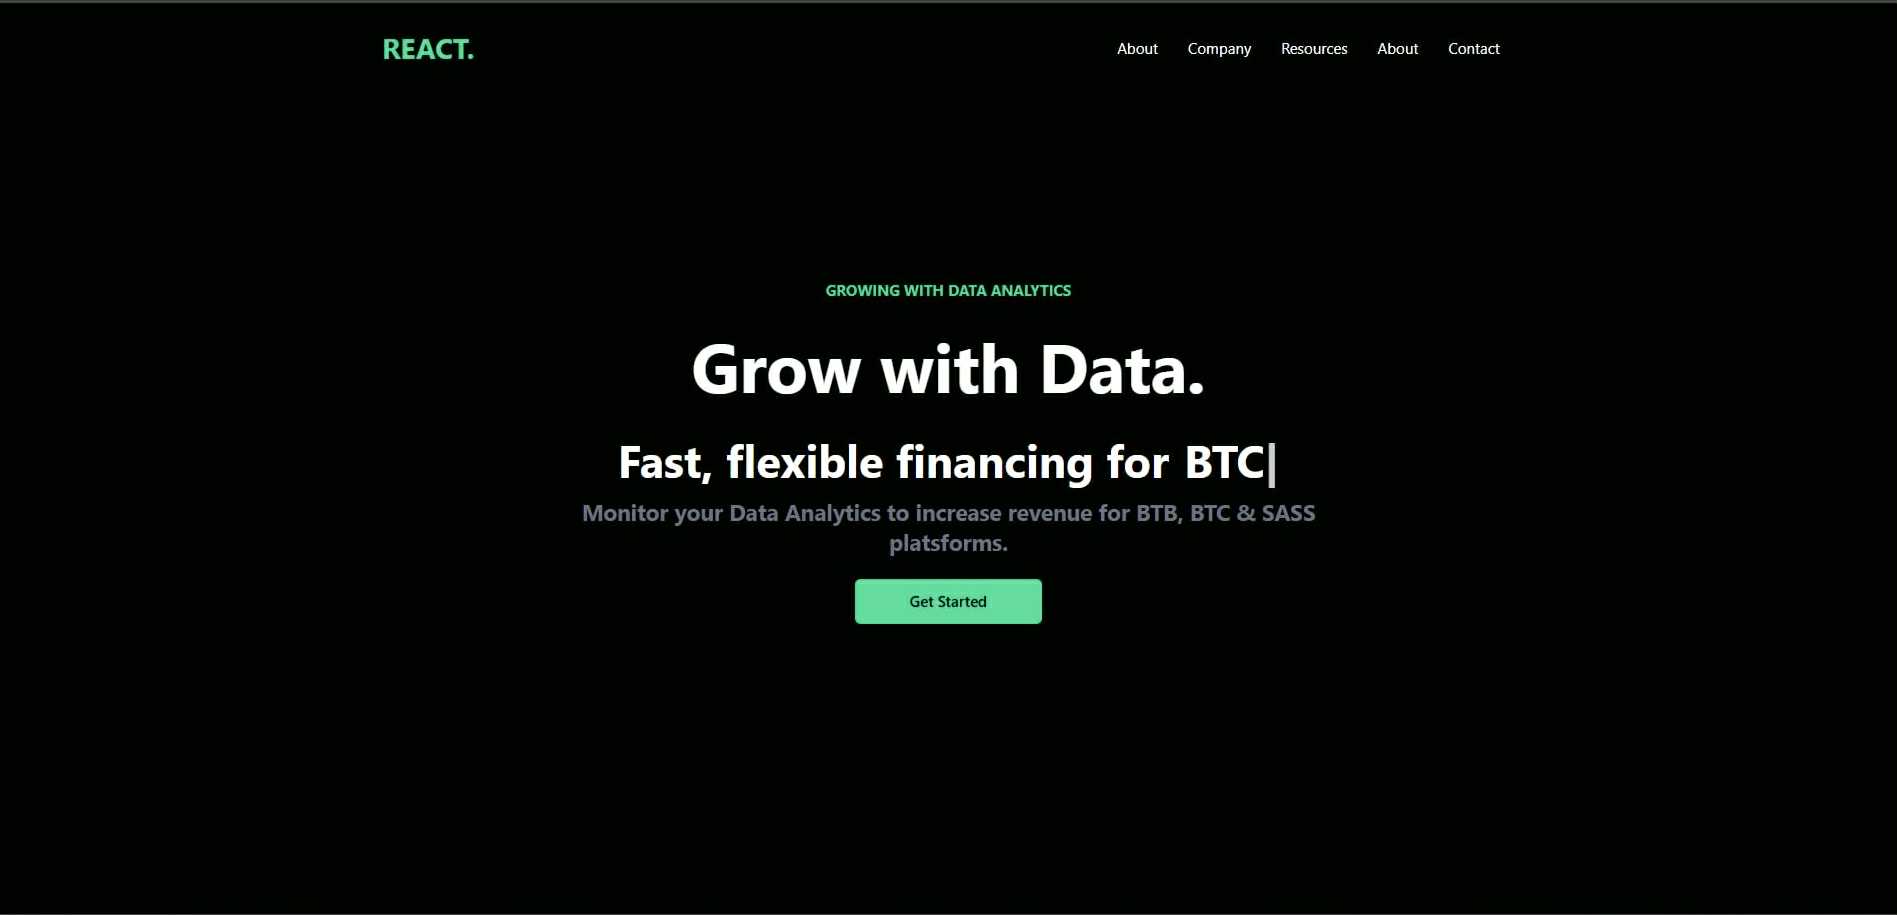 REACT.
About Company Resources About Contact
GROWING WITH DATA ANALYTICS
Grow with Data.
Fast, flexible financing for BTC|
Monitor your Data Analytics to increase revenue for BTB, BTC & SASS
platsforms.
Get Started